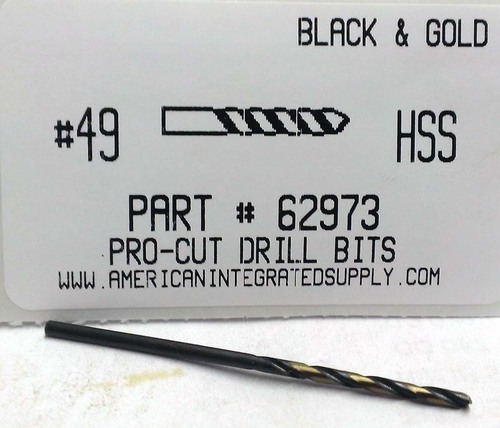 BLACK & GOLD
#49 HSS
PART # 62973
PRO-CUT DRILL BITS
WWW.AMERICANINTEGRATEDSUPPLY.COM